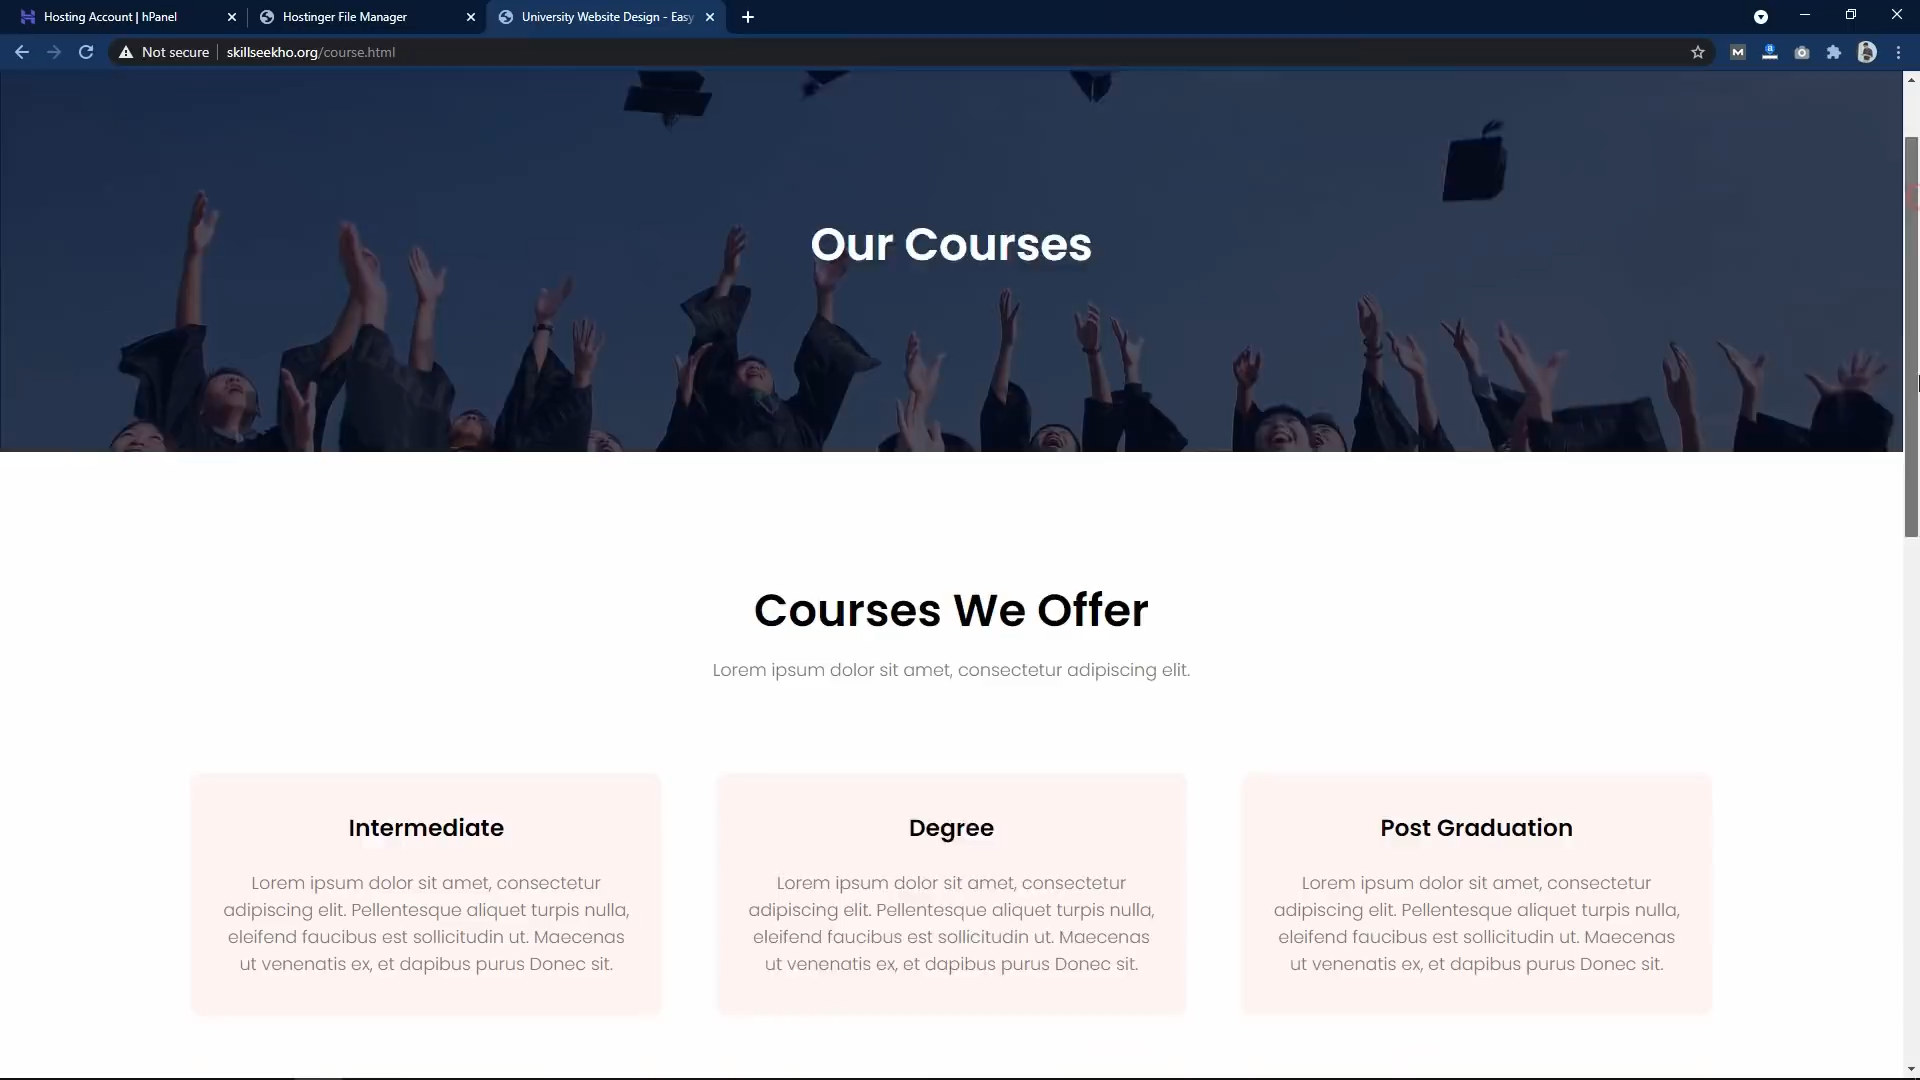 Hosting Account | hPanel
Hostinger File Manager
University Website Design - Easy
Not secure
skillseekho.org/course.html
Our Courses
Courses We Offer
Lorem ipsum dolor sit amet, consectetur adipiscing elit.
Intermediate
Lorem ipsum dolor sit amet, consectetur
adipiscing elit. Pellentesque aliquet turpis nulla,
eleifend faucibus est sollicitudin ut. Maecenas
ut venenatis ex, et dapibus purus Donec sit.
Degree
Lorem ipsum dolor sit amet, consectetur
adipiscing elit. Pellentesque aliquet turpis nulla,
eleifend faucibus est sollicitudin ut. Maecenas
ut venenatis ex, et dapibus purus Donec sit.
Post Graduation
Lorem ipsum dolor sit amet, consectetur
adipiscing elit. Pellentesque aliquet turpis nulla,
eleifend faucibus est sollicitudin ut. Maecenas
ut venenatis ex, et dapibus purus Donec sit.